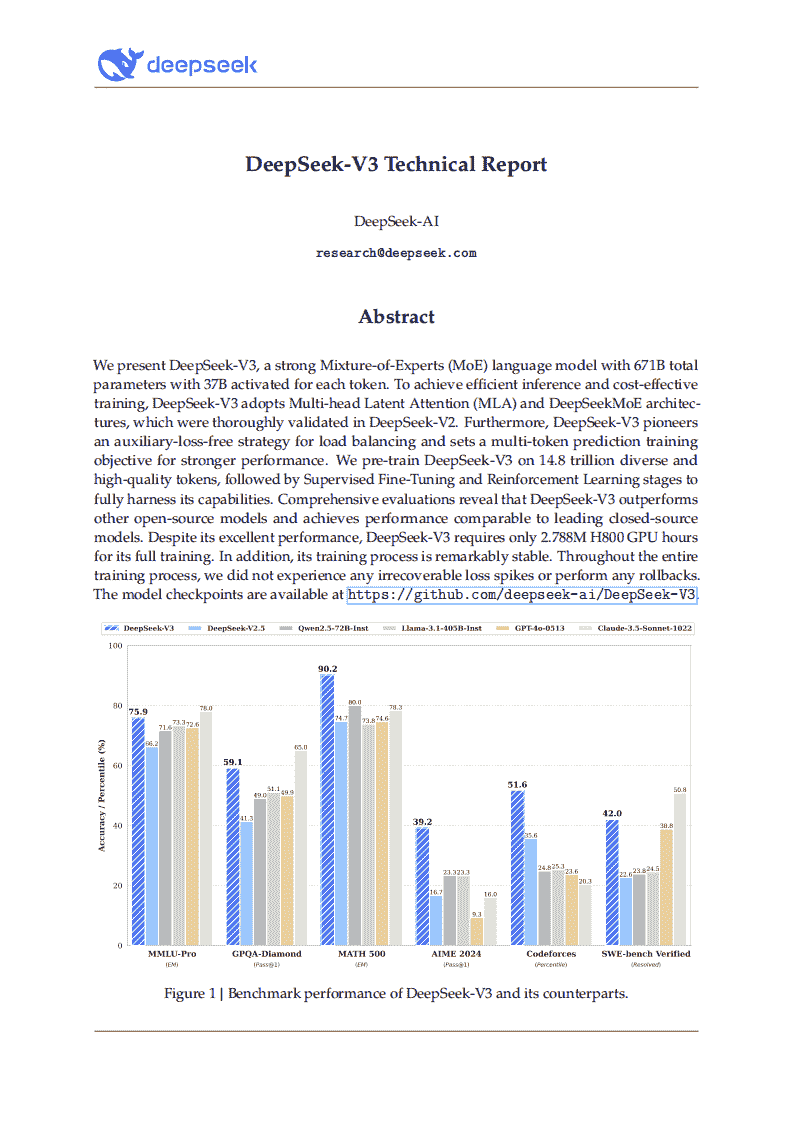 deepseek
DeepSeek-V3 Technical Report
DeepSeek-AI
research@deepseek.com
Abstract
We present DeepSeek-V3, a strong Mixture-of-Experts (MoE) language model with 671B total
parameters with 37B activated for each token. To achieve efficient inference and cost-effective
training, DeepSeek-V3 adopts Multi-head Latent Attention (MLA) and DeepSeekMoE architec-
tures, which were thoroughly validated in DeepSeek-V2. Furthermore, DeepSeek-V3 pioneers
an auxiliary-loss-free strategy for load balancing and sets a multi-token prediction training
objective for stronger performance. We pre-train DeepSeek-V3 on 14.8 trillion diverse and
high-quality tokens, followed by Supervised Fine-Tuning and Reinforcement Learning stages to
fully harness its capabilities. Comprehensive evaluations reveal that DeepSeek-V3 outperforms
other open-source models and achieves performance comparable to leading closed-source
models. Despite its excellent performance, DeepSeek-V3 requires only 2.788M H800 GPU hours
for its full training. In addition, its training process is remarkably stable. Throughout the entire
training process, we did not experience any irrecoverable loss spikes or perform any rollbacks.
The model checkpoints are available at https://github.com/deepseek-ai/DeepSeek-V3.
DeepSeek-V3 DeepSeek-V2.5 Qwen2.5-72B-Inst Llama-3.1-405B-Inst GPT-4o-0513 Claude-3.5-Sonnet-1022
Accuracy / Percentile (%)
100
80
60
40
20
0
75.9 66.2 71.6 73.3 72.6 78.0
59.1 41.3 49.0 51.1 49.9 65.0
90.2 74.7 80.0 73.8 74.6 78.3
39.2 16.7 23.3 23.3 9.3 16.0
51.6 35.6 24.8 25.3 23.6 20.3
42.0 22.6 23.8 24.5 38.8 50.8
MMLU-Pro GPQA-Diamond MATH 500 AIME 2024 Codeforces SWE-bench Verified
(EM) (Pass@1) (EM) (Pass@1) (Percentile) (Resolved)
Figure 1 | Benchmark performance of DeepSeek-V3 and its counterparts.